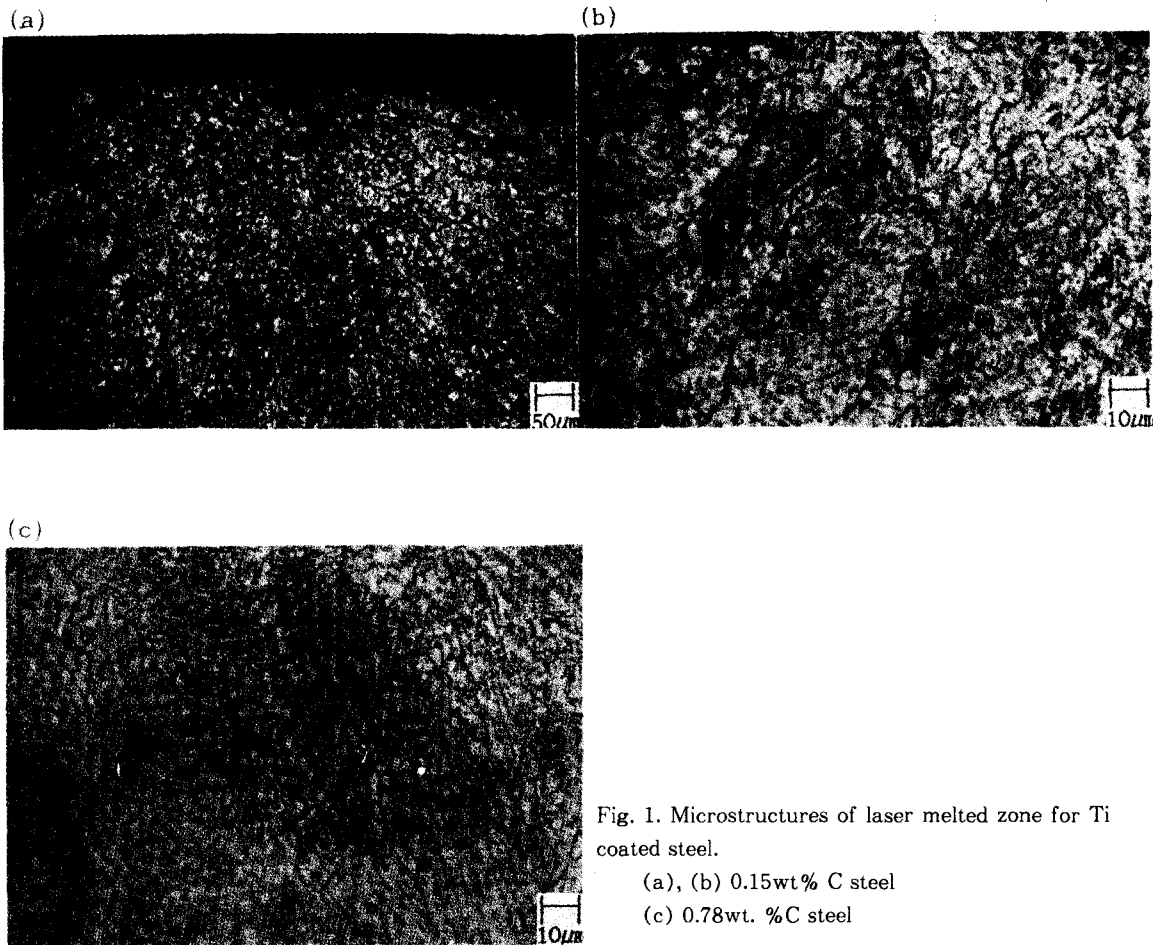 (a)
(b)
50μm
10μm
(c)
10μm
Fig. 1. Microstructures of laser melted zone for Ti
coated steel.
(a), (b) 0.15wt% C steel
(c) 0.78wt. %C steel